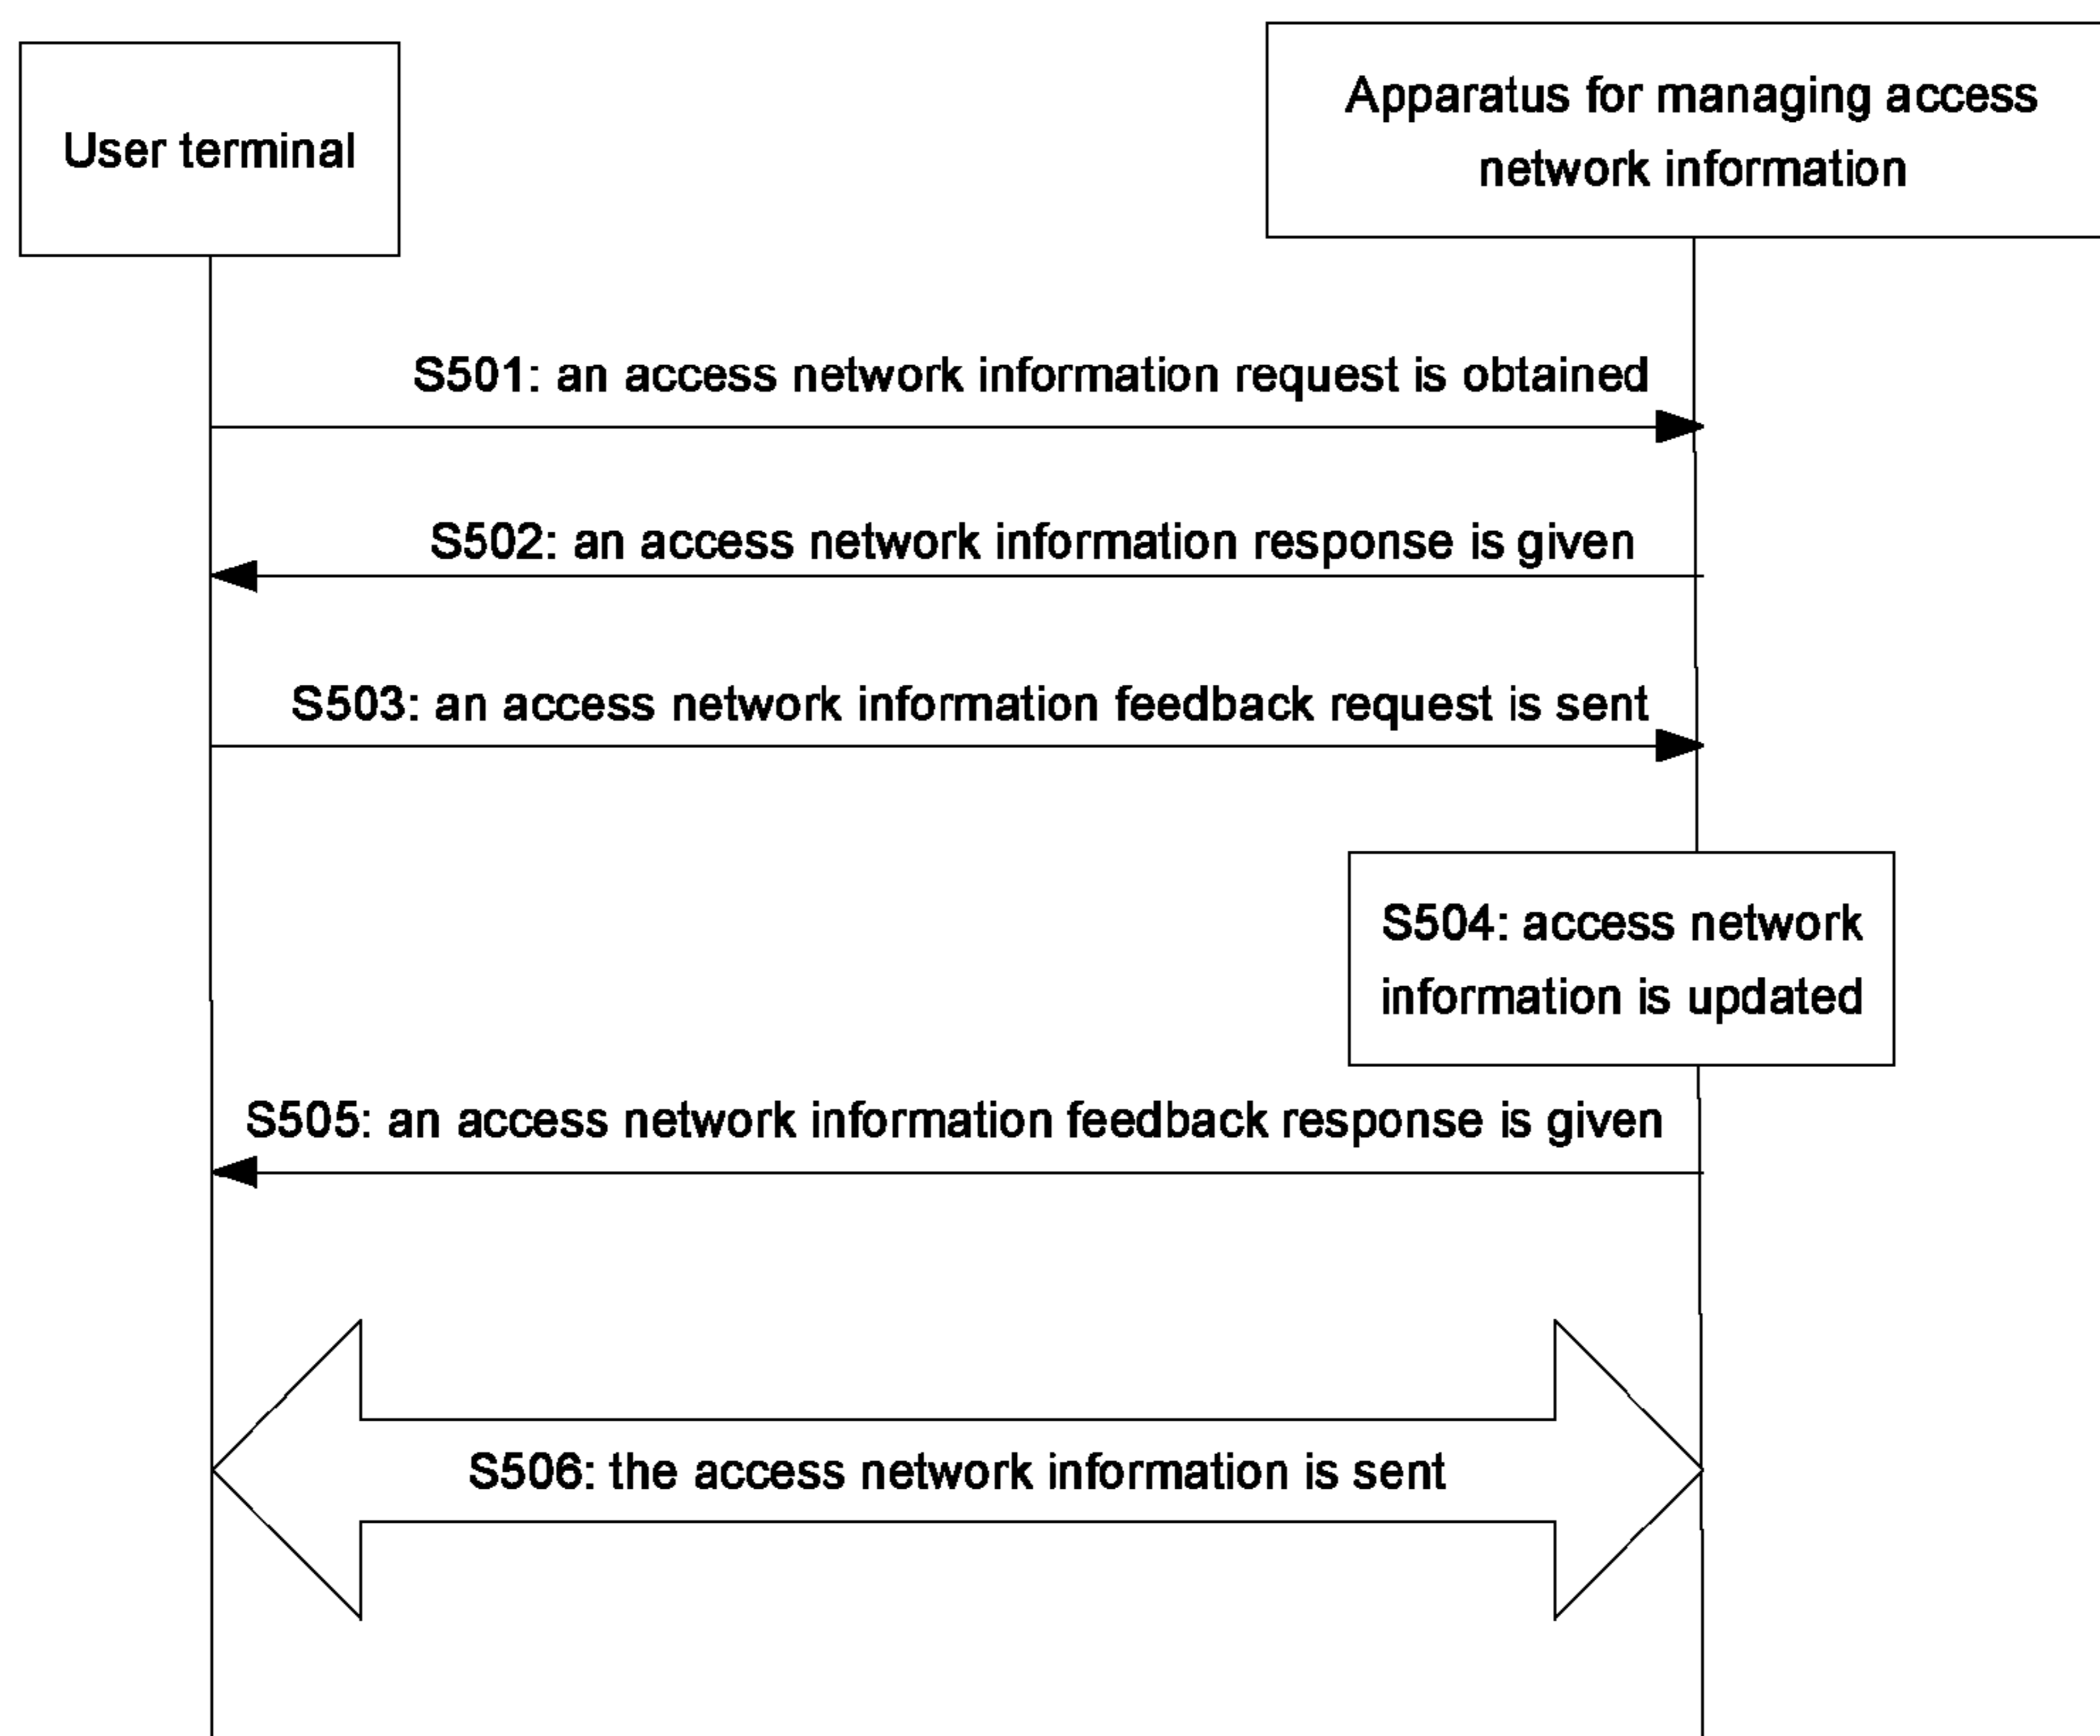 User terminal
Apparatus for managing access
network information
S501: an access network information request is obtained
S502: an access network information response is given
S503: an access network information feedback request is sent
S504: access network
information is updated
S505: an access network information feedback response is given
S506: the access network information is sent